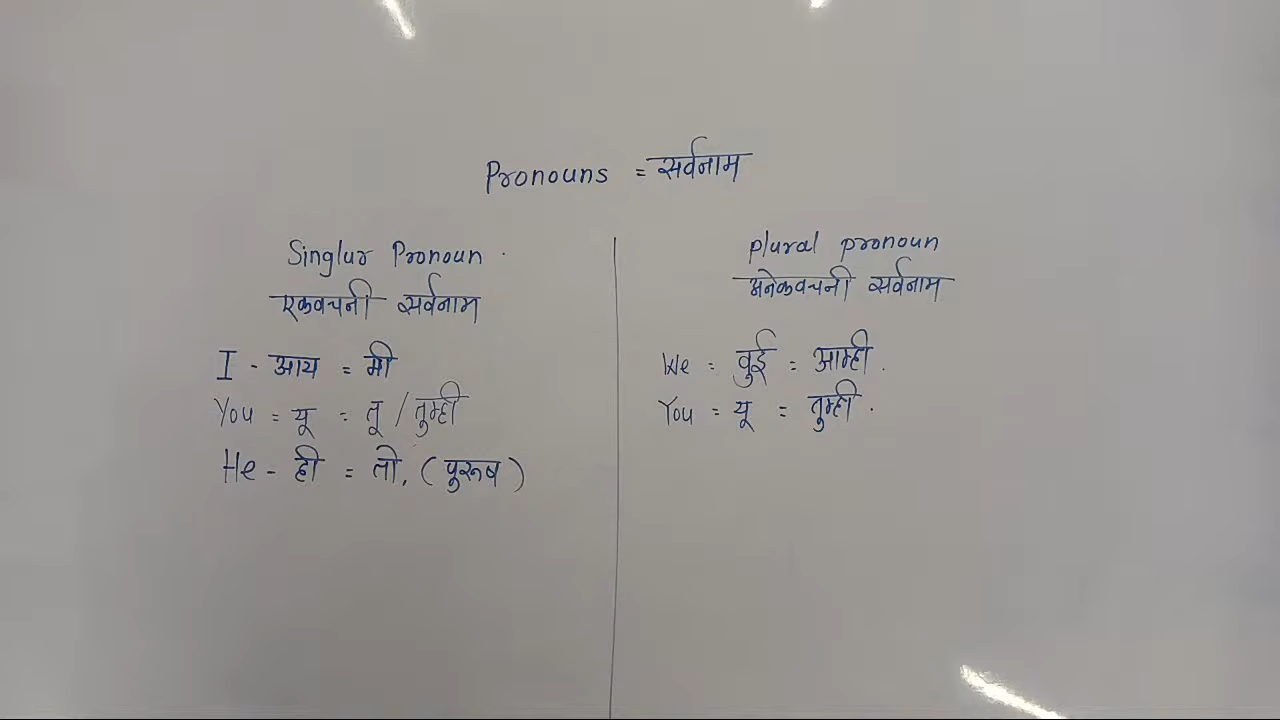 Pronouns = सर्वनाम
Singlur Pronoun
एकवचनी सर्वनाम
I - आय = मी
You = यू = तू / तुम्ही
He - ही = तो. (पुरूष)
plural pronoun
अनेकवचनी सर्वनाम
We = वुई = आम्ही.
You = यू = तुम्ही.